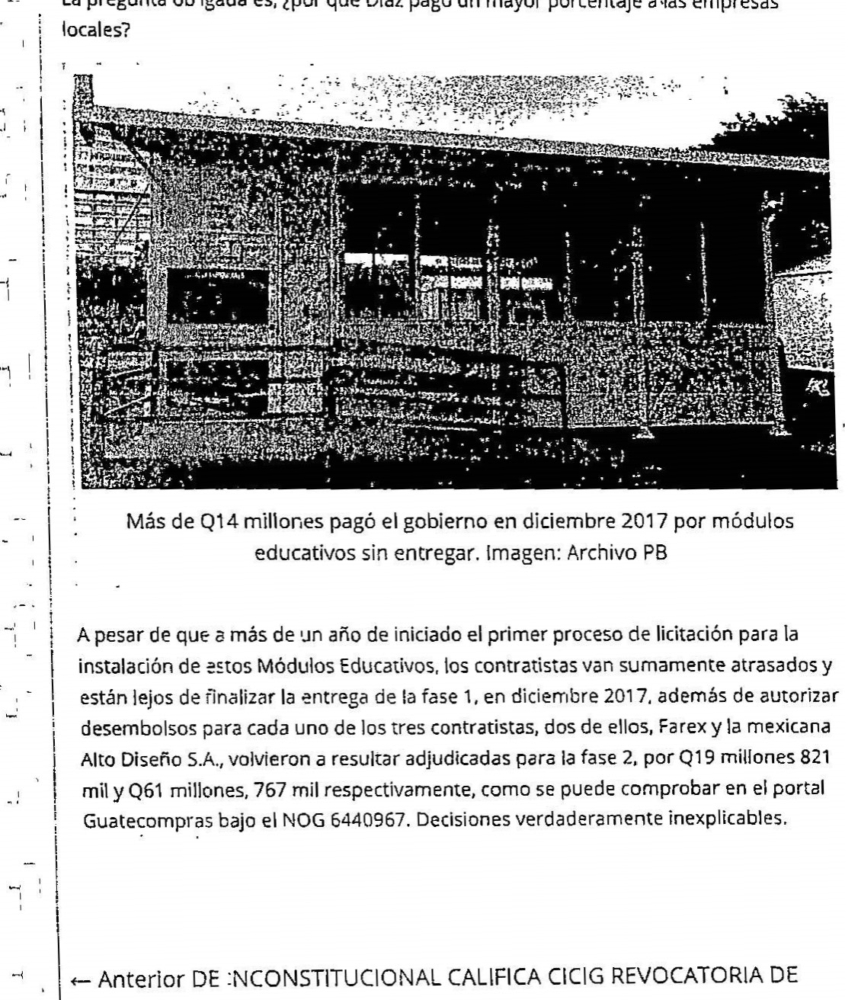 La pregunta obligada es, ¿por qué Díaz pagó un mayor porcentaje a las empresas
locales?
Más de Q14 millones pagó el gobierno en diciembre 2017 por módulos
educativos sin entregar. Imagen: Archivo PB
A pesar de que a más de un año de iniciado el primer proceso de licitación para la
instalación de estos Módulos Educativos, los contratistas van sumamente atrasados y
están lejos de finalizar la entrega de la fase 1, en diciembre 2017, además de autorizar
desembolsos para cada uno de los tres contratistas, dos de ellos, Farex y la mexicana
Alto Diseño S.A., volvieron a resultar adjudicadas para la fase 2, por Q19 millones 821
mil y Q61 millones, 767 mil respectivamente, como se puede comprobar en el portal
Guatecompras bajo el NOG 6440967. Decisiones verdaderamente inexplicables.
← Anterior DE INCONSTITUCIONAL CALIFICA CICIG REVOCATORIA DE